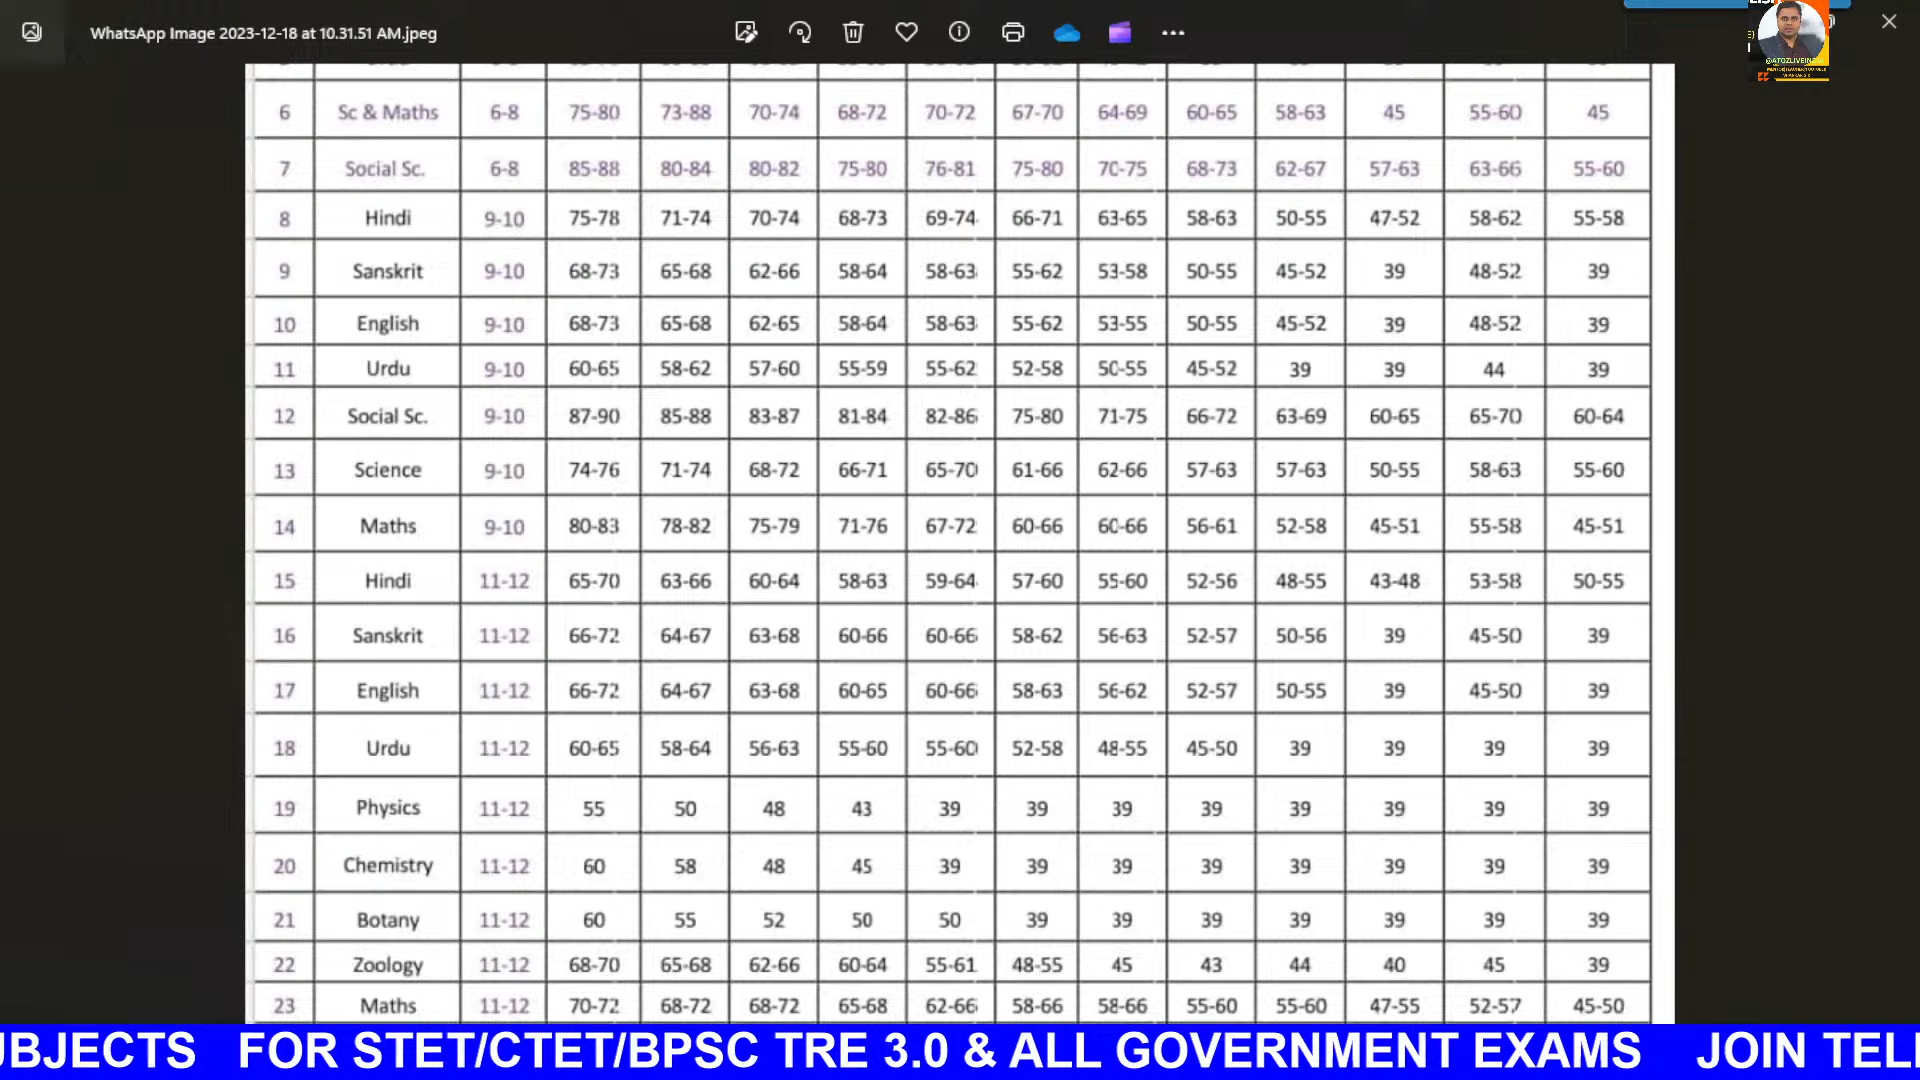 WhatsApp Image 2023-12-18 at 10.31.51 AM.jpeg
@ATOZLIVEINDIA
6 Sc & Maths 6-8 75-80 73-88 70-74 68-72 70-72 67-70 64-69 60-65 58-63 45 55-60 45
7 Social Sc. 6-8 85-88 80-84 80-82 75-80 76-81 75-80 70-75 68-73 62-67 57-63 63-66 55-60
8 Hindi 9-10 75-78 71-74 70-74 68-73 69-74 66-71 63-65 58-63 50-55 47-52 58-62 55-58
9 Sanskrit 9-10 68-73 65-68 62-66 58-64 58-63 55-62 53-58 50-55 45-52 39 48-52 39
10 English 9-10 68-73 65-68 62-65 58-64 58-63 55-62 53-55 50-55 45-52 39 48-52 39
11 Urdu 9-10 60-65 58-62 57-60 55-59 55-62 52-58 50-55 45-52 39 39 44 39
12 Social Sc. 9-10 87-90 85-88 83-87 81-84 82-86 75-80 71-75 66-72 63-69 60-65 65-70 60-64
13 Science 9-10 74-76 71-74 68-72 66-71 65-70 61-66 62-66 57-63 57-63 50-55 58-63 55-60
14 Maths 9-10 80-83 78-82 75-79 71-76 67-72 60-66 60-66 56-61 52-58 45-51 55-58 45-51
15 Hindi 11-12 65-70 63-66 60-64 58-63 59-64 57-60 55-60 52-56 48-55 43-48 53-58 50-55
16 Sanskrit 11-12 66-72 64-67 63-68 60-66 60-66 58-62 56-63 52-57 50-56 39 45-50 39
17 English 11-12 66-72 64-67 63-68 60-65 60-66 58-63 56-62 52-57 50-55 39 45-50 39
18 Urdu 11-12 60-65 58-64 56-63 55-60 55-60 52-58 48-55 45-50 39 39 39 39
19 Physics 11-12 55 50 48 43 39 39 39 39 39 39 39 39
20 Chemistry 11-12 60 58 48 45 39 39 39 39 39 39 39 39
21 Botany 11-12 60 55 52 50 50 39 39 39 39 39 39 39
22 Zoology 11-12 68-70 65-68 62-66 60-64 55-61 48-55 45 43 44 40 45 39
23 Maths 11-12 70-72 68-72 68-72 65-68 62-66 58-66 58-66 55-60 55-60 47-55 52-57 45-50
UBJECTS FOR STET/CTET/BPSC TRE 3.0 & ALL GOVERNMENT EXAMS JOIN TEL